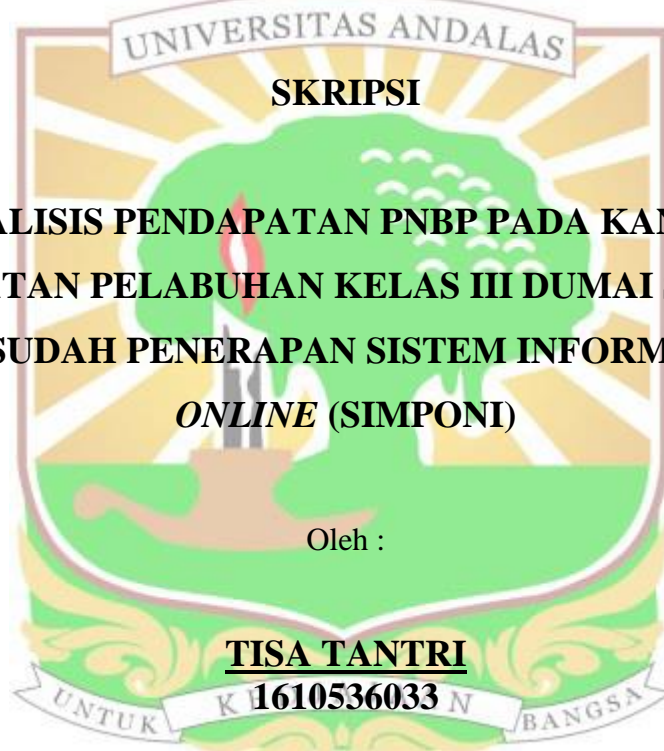 UNIVERSITAS ANDALAS
SKRIPSI
ALISIS PENDAPATAN PNBP PADA KAN
TAN PELABUHAN KELAS III DUMAI
SUDAH PENERAPAN SISTEM INFORM
ONLINE (SIMPONI)
Oleh :
TISA TANTRI
1610536033
UNTUK BANGSA